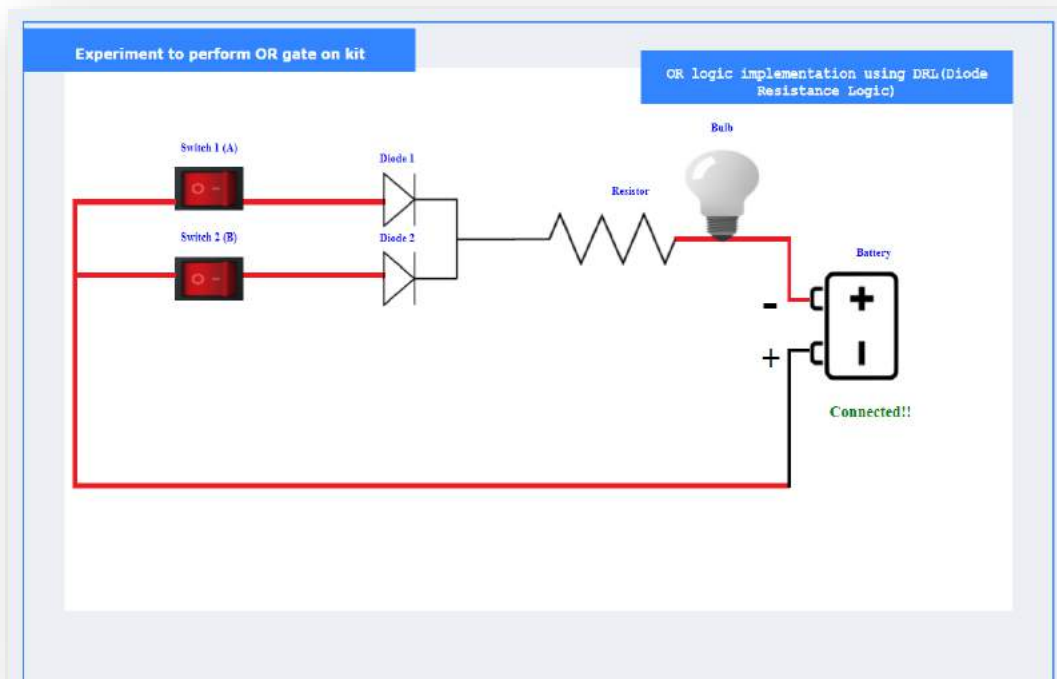 Experiment to perform OR gate on kit
OR logic implementation using DRL(Diode
Resistance Logic)
Bulb
Switch 1 (A)
Diode 1
Resistor
Switch 2 (B)
Diode 2
Battery
-
+
+
-
Connected!!